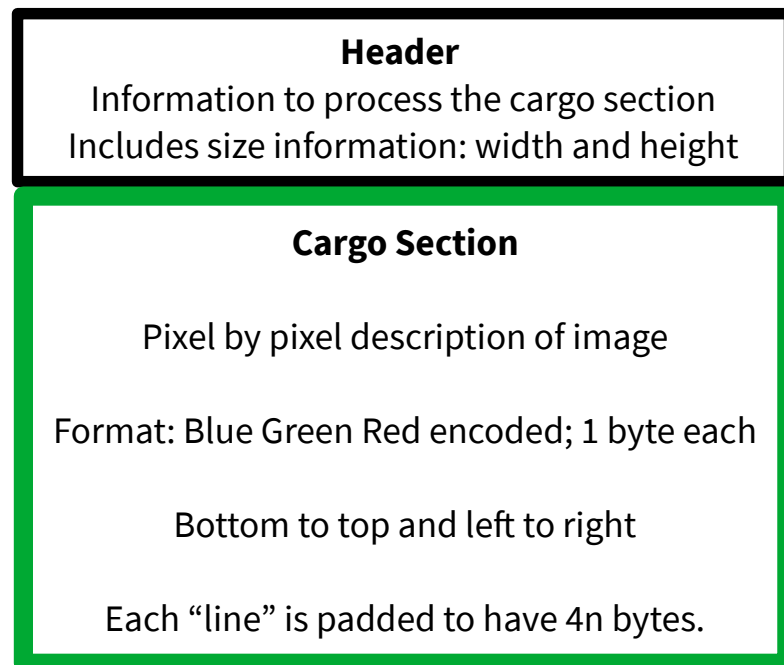 Header
Information to process the cargo section
Includes size information: width and height
Cargo Section
Pixel by pixel description of image
Format: Blue Green Red encoded; 1 byte each
Bottom to top and left to right
Each “line” is padded to have 4n bytes.